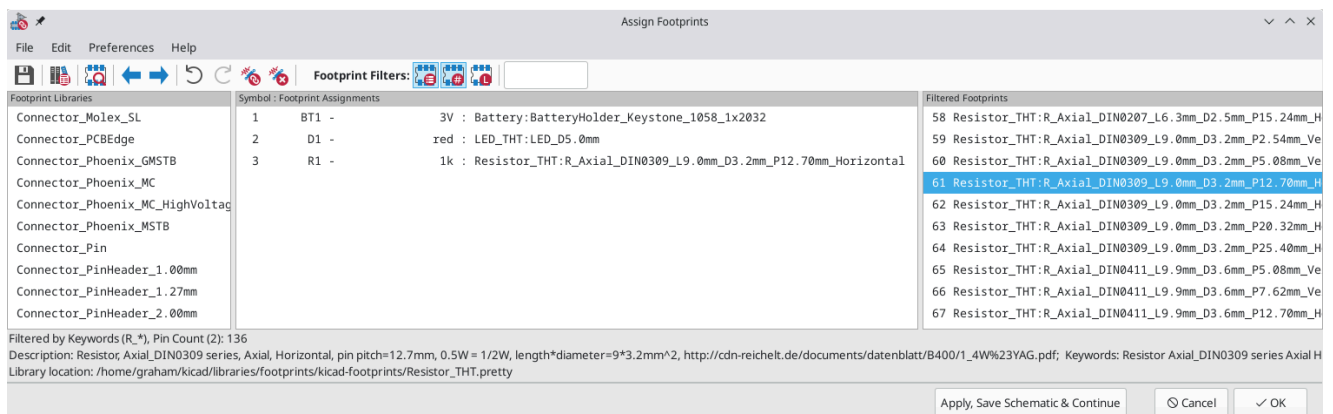 Assign Footprints
File Edit Preferences Help
Footprint Filters:
Footprint Libraries
Connector_Molex_SL
Connector_PCBEdge
Connector_Phoenix_GMSTB
Connector_Phoenix_MC
Connector_Phoenix_MC_HighVoltag
Connector_Phoenix_MSTB
Connector_Pin
Connector_PinHeader_1.00mm
Connector_PinHeader_1.27mm
Connector_PinHeader_2.00mm
Symbol : Footprint Assignments
1 BT1 - 3V : Battery:BatteryHolder_Keystone_1058_1x2032
2 D1 - red : LED_THT:LED_D5.0mm
3 R1 - 1k : Resistor_THT:R_Axial_DIN0309_L9.0mm_D3.2mm_P12.70mm_Horizontal
Filtered Footprints
58 Resistor_THT:R_Axial_DIN0207_L6.3mm_D2.5mm_P15.24mm_H
59 Resistor_THT:R_Axial_DIN0309_L9.0mm_D3.2mm_P2.54mm_Ve
60 Resistor_THT:R_Axial_DIN0309_L9.0mm_D3.2mm_P5.08mm_Ve
61 Resistor_THT:R_Axial_DIN0309_L9.0mm_D3.2mm_P12.70mm_H
62 Resistor_THT:R_Axial_DIN0309_L9.0mm_D3.2mm_P15.24mm_H
63 Resistor_THT:R_Axial_DIN0309_L9.0mm_D3.2mm_P20.32mm_H
64 Resistor_THT:R_Axial_DIN0309_L9.0mm_D3.2mm_P25.40mm_H
65 Resistor_THT:R_Axial_DIN0411_L9.9mm_D3.6mm_P5.08mm_Ve
66 Resistor_THT:R_Axial_DIN0411_L9.9mm_D3.6mm_P7.62mm_Ve
67 Resistor_THT:R_Axial_DIN0411_L9.9mm_D3.6mm_P12.70mm_H
Filtered by Keywords (R_*), Pin Count (2): 136
Description: Resistor, Axial_DIN0309 series, Axial, Horizontal, pin pitch=12.7mm, 0.5W = 1/2W, length*diameter=9*3.2mm^2, http://cdn-reichelt.de/documents/datenblatt/B400/1_4W%23YAG.pdf; Keywords: Resistor Axial_DIN0309 series Axial H
Library location: /home/graham/kicad/libraries/footprints/kicad-footprints/Resistor_THT.pretty
Apply, Save Schematic & Continue Cancel OK